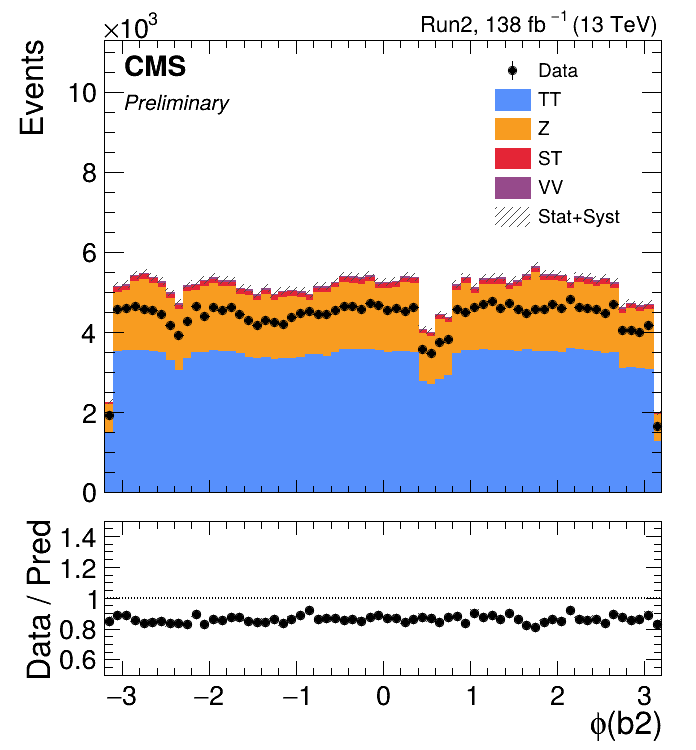 ×10³
Run2, 138 fb⁻¹ (13 TeV)
CMS
Preliminary
Data
TT
Z
ST
VV
Stat+Syst
Events
10
8
6
4
2
0
Data / Pred
1.4
1.2
1
0.8
0.6
−3 −2 −1 0 1 2 3
ϕ(b2)